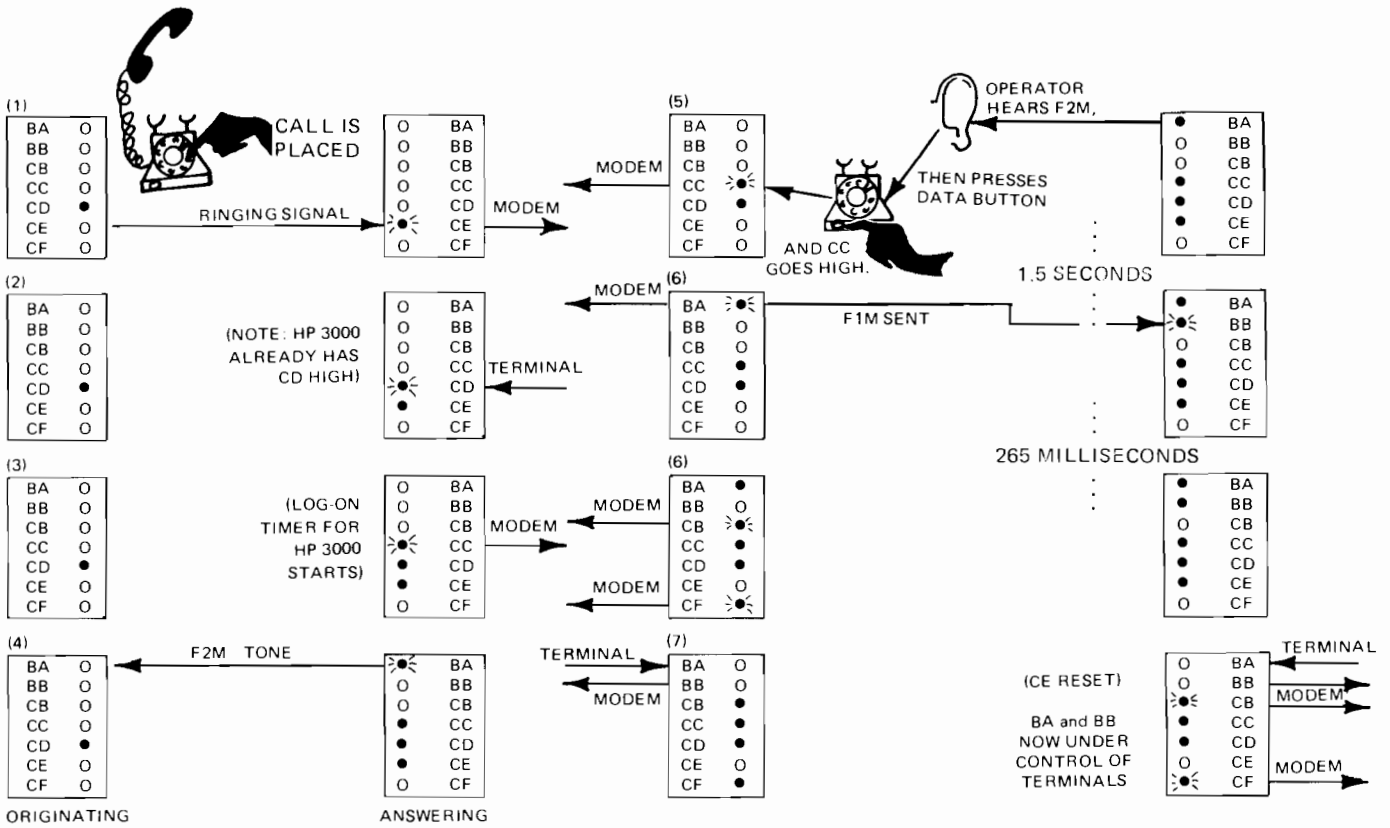 (1)
BA
BB
CB
CC
CD
CE
CF
CALL IS
PLACED
RINGING SIGNAL
BA
BB
CB
CC
CD
CE
CF
MODEM
(2)
BA
BB
CB
CC
CD
CE
CF
(NOTE: HP 3000
ALREADY HAS
CD HIGH)
BA
BB
CB
CC
CD
CE
CF
TERMINAL
(3)
BA
BB
CB
CC
CD
CE
CF
(LOG-ON
TIMER FOR
HP 3000
STARTS)
BA
BB
CB
CC
CD
CE
CF
MODEM
(4)
BA
BB
CB
CC
CD
CE
CF
F2M TONE
BA
BB
CB
CC
CD
CE
CF
ORIGINATING
ANSWERING
(5)
MODEM
BA
BB
CB
CC
CD
CE
CF
OPERATOR
HEARS F2M,
THEN PRESSES
DATA BUTTON
AND CC
GOES HIGH.
BA
BB
CB
CC
CD
CE
CF
1.5 SECONDS
(6)
MODEM
BA
BB
CB
CC
CD
CE
CF
F1M SENT
BA
BB
CB
CC
CD
CE
CF
265 MILLISECONDS
(6)
MODEM
MODEM
BA
BB
CB
CC
CD
CE
CF
BA
BB
CB
CC
CD
CE
CF
(7)
TERMINAL
MODEM
BA
BB
CB
CC
CD
CE
CF
(CE RESET)
BA and BB
NOW UNDER
CONTROL OF
TERMINALS
BA
BB
CB
CC
CD
CE
CF
TERMINAL
MODEM
MODEM